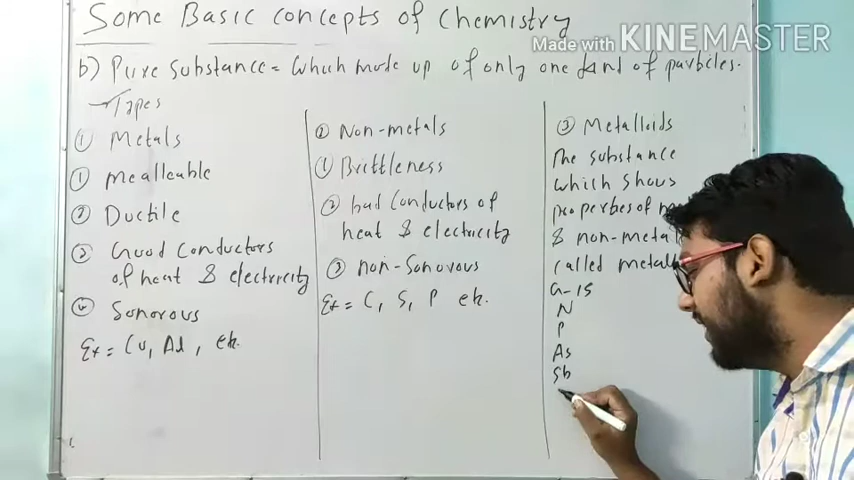 Some Basic concepts of Chemistry
Made with KINEMASTER
b) Pure Substance = Which made up of only one kind of particles.
Types
① Metals
① mealleable
② Ductile
③ Good Conductors
of heat & electricity
④ Sonorous
Ex = Cu, Al, etc.
② Non-metals
① Brittleness
② bad Conductors of
heat & electricity
③ non-Sonorous
Ex = C, S, P etc.
③ Metalloids
The substance
which shows
properties of
& non-metal
called metall
G-15
N
P
As
Sb